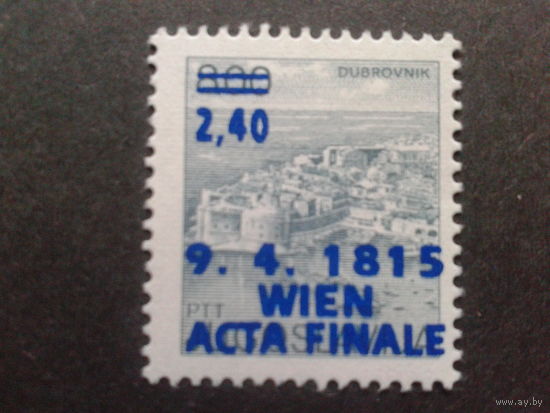 DUBROVNIK
2,40
9. 4. 1815
WIEN
PTT
ACTA FINALE
www.ay.by